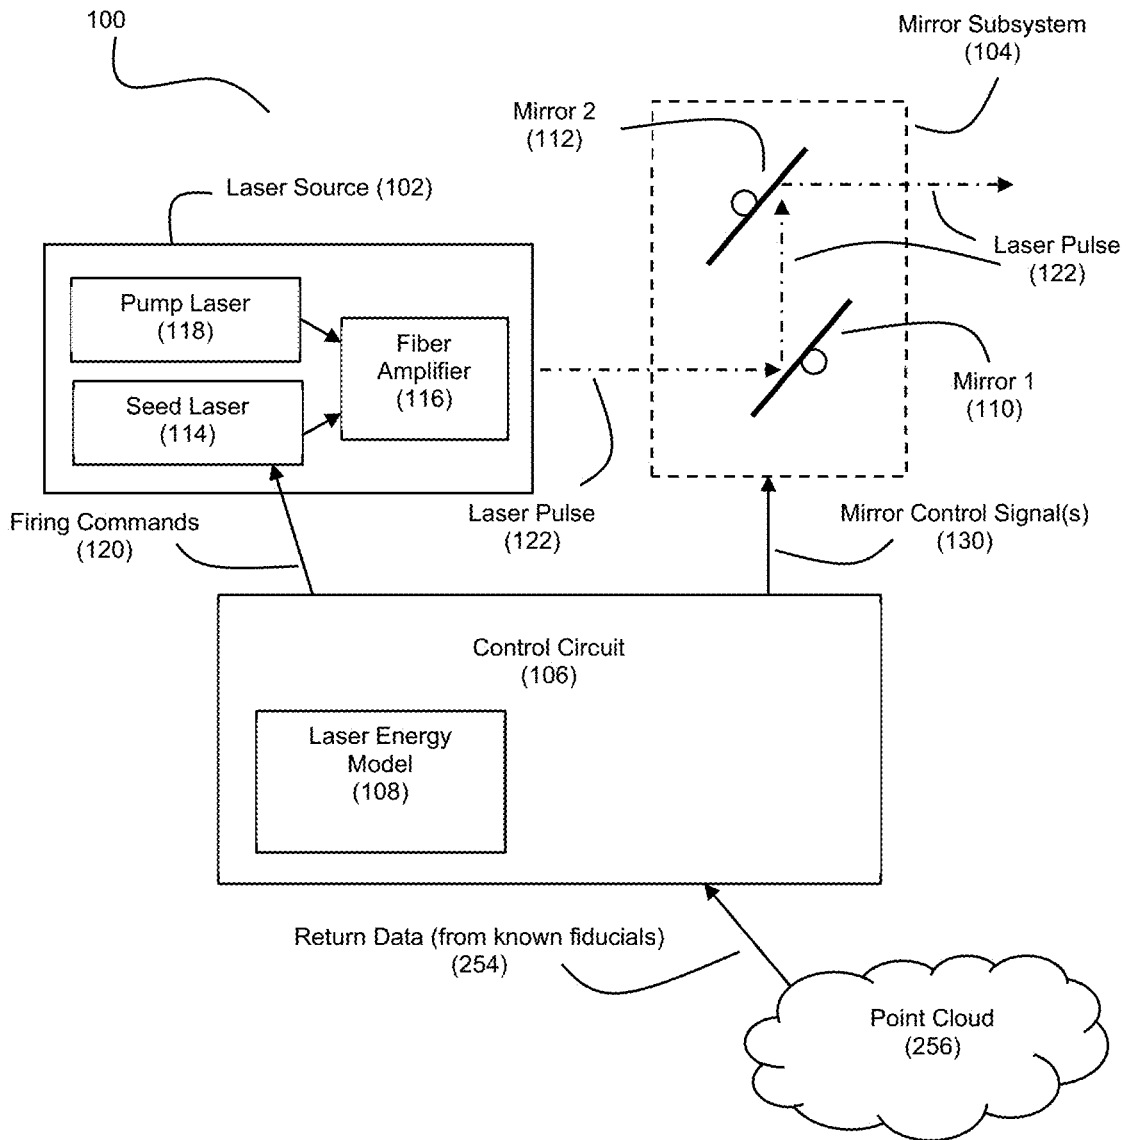 100
Mirror Subsystem
(104)
Mirror 2
(112)
Laser Source (102)
Laser Pulse
(122)
Pump Laser
(118)
Fiber
Amplifier
(116)
Seed Laser
(114)
Mirror 1
(110)
Firing Commands
(120)
Laser Pulse
(122)
Mirror Control Signal(s)
(130)
Control Circuit
(106)
Laser Energy
Model
(108)
Return Data (from known fiducials)
(254)
Point Cloud
(256)